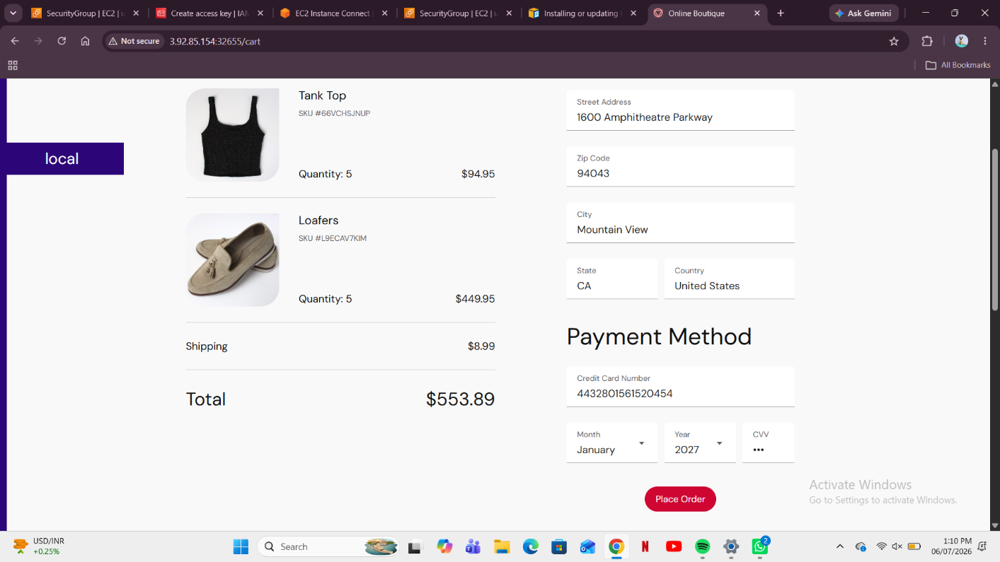 SecurityGroup | EC2 | u
Create access key | IAM
EC2 Instance Connect
SecurityGroup | EC2 | u
Installing or updating
Online Boutique
Ask Gemini
Not secure
3.92.85.154:32655/cart
All Bookmarks
local
Tank Top
SKU #66VCHSJNUP
Quantity: 5
$94.95
Loafers
SKU #L9ECAV7KIM
Quantity: 5
$449.95
Shipping
$8.99
Total
$553.89
Street Address
1600 Amphitheatre Parkway
Zip Code
94043
City
Mountain View
State
CA
Country
United States
Payment Method
Credit Card Number
4432801561520454
Month
January
Year
2027
CVV
•••
Place Order
Activate Windows
Go to Settings to activate Windows.
USD/INR
+0.25%
Search
2
1:10 PM
06/07/2026